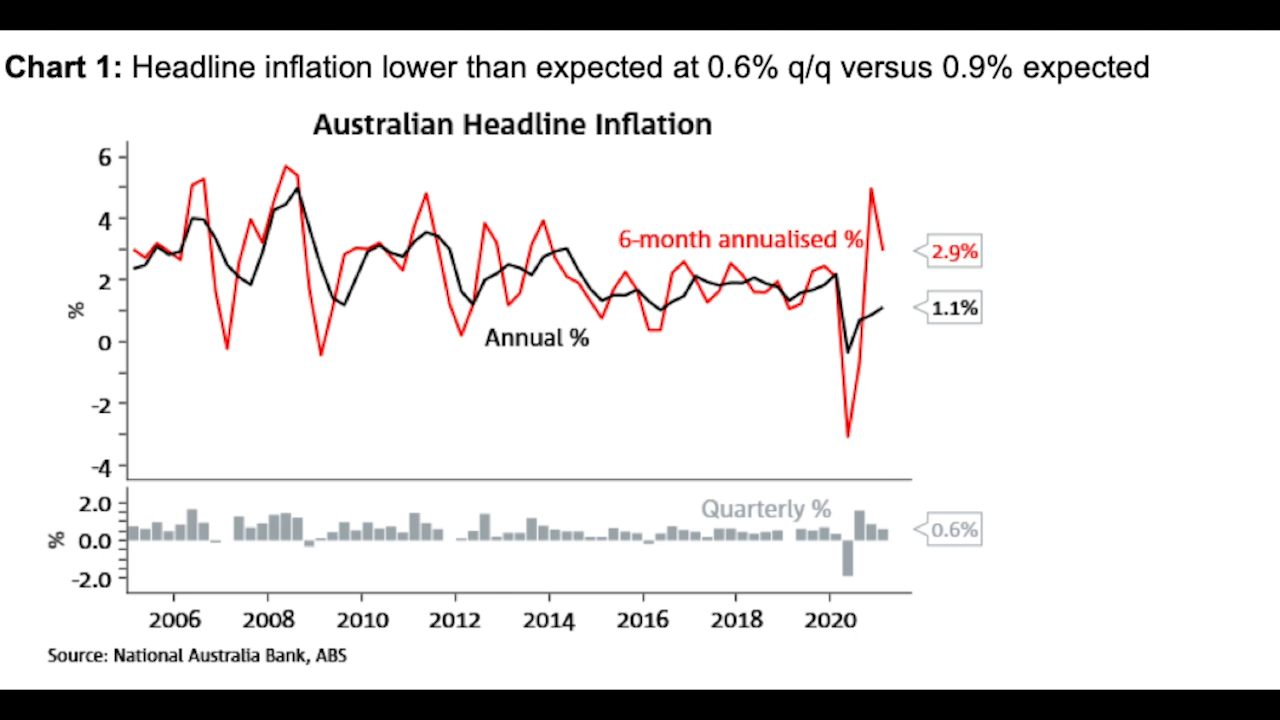 Chart 1: Headline inflation lower than expected at 0.6% q/q versus 0.9% expected
Australian Headline Inflation
6
4
2
0
-2
-4
%
6-month annualised %
Annual %
2.9%
1.1%
2.0
0.0
-2.0
%
Quarterly %
0.6%
2006 2008 2010 2012 2014 2016 2018 2020
Source: National Australia Bank, ABS